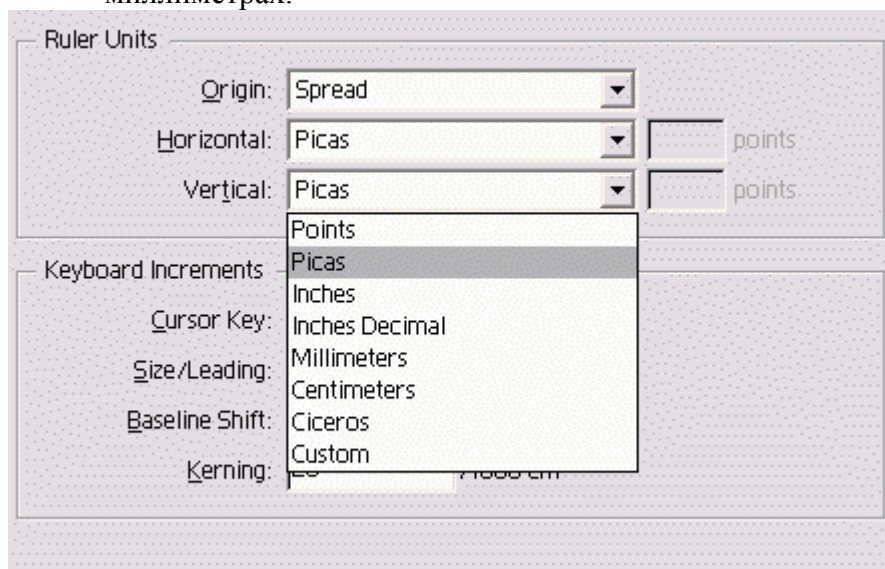 миллиметрах.
Ruler Units
Origin: Spread
Horizontal: Picas points
Vertical: Picas points
Points
Picas
Inches
Inches Decimal
Millimeters
Centimeters
Ciceros
Custom
Keyboard Increments
Cursor Key:
Size/Leading:
Baseline Shift:
Kerning: